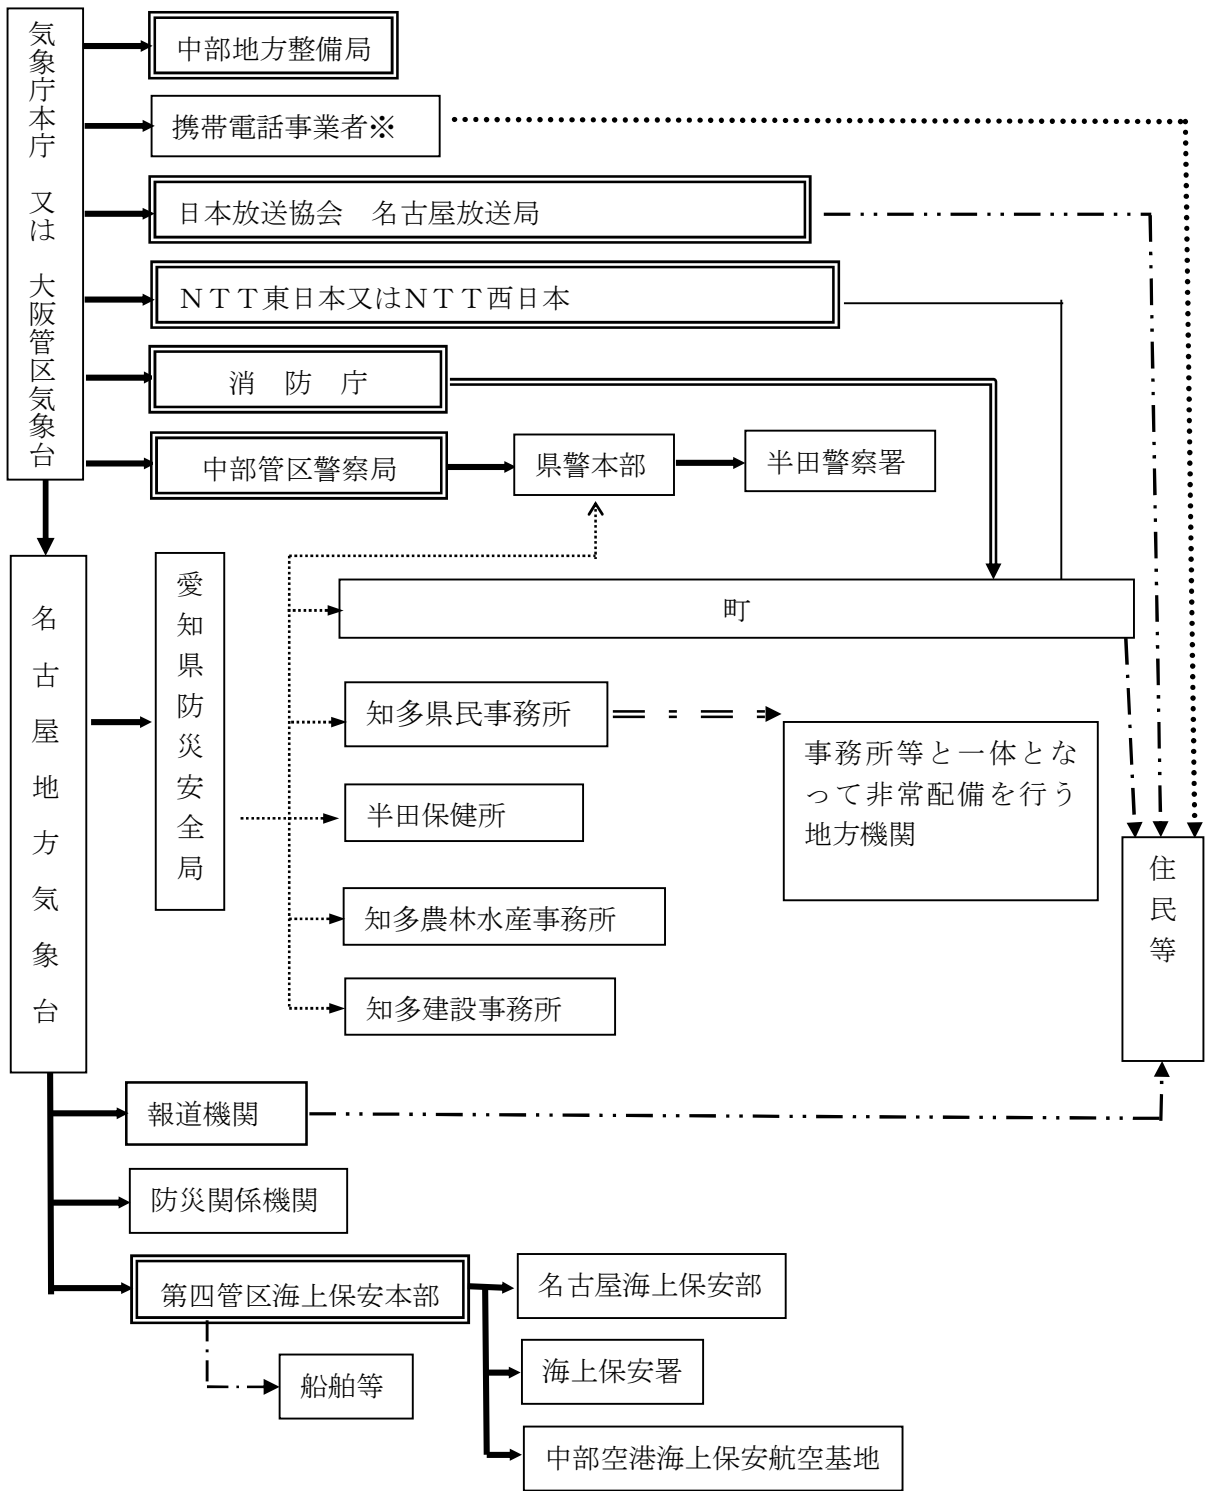 気象庁本庁　又は　大阪管区気象台
中部地方整備局
携帯電話事業者※
日本放送協会　名古屋放送局
ＮＴＴ東日本又はＮＴＴ西日本
消　防　庁
中部管区警察局
県警本部
半田警察署
名古屋地方気象台
愛知県防災安全局
町
知多県民事務所
事務所等と一体とな
って非常配備を行う
地方機関
半田保健所
知多農林水産事務所
知多建設事務所
住民等
報道機関
防災関係機関
第四管区海上保安本部
名古屋海上保安部
海上保安署
船舶等
中部空港海上保安航空基地